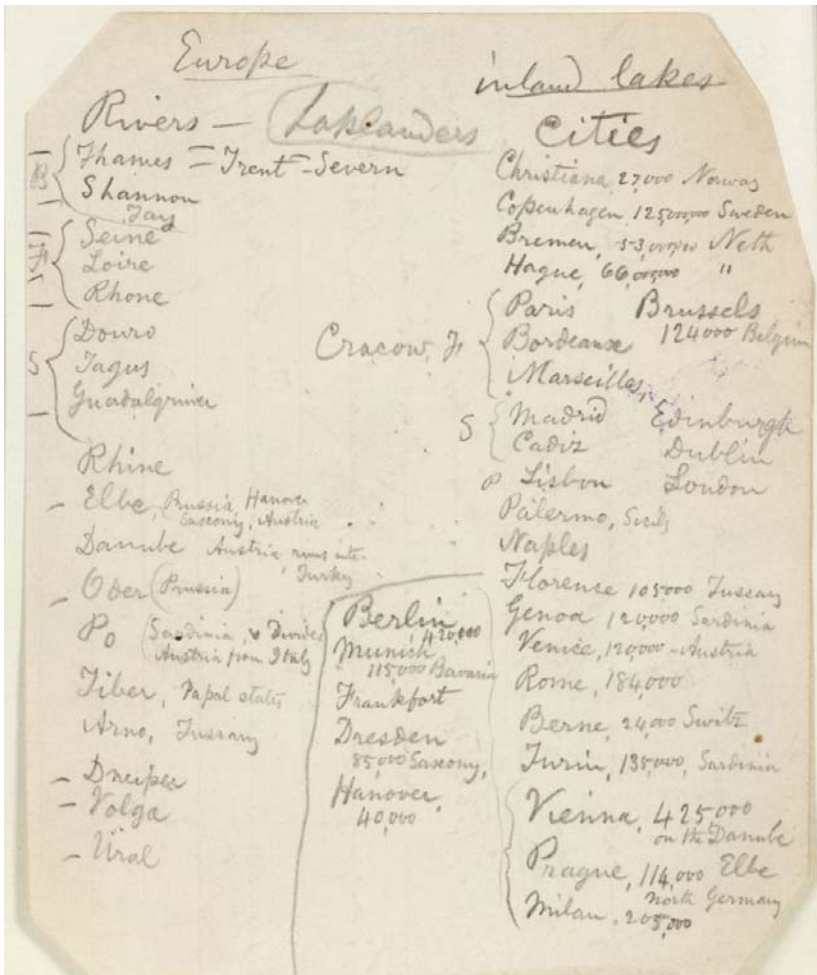 Europe
inland lakes
Rivers — Laplanders
Cities
B { Thames = Trent - Severn
Shannon
Tay
F { Seine
Loire
Rhone
S { Douro
Tagus
Guadalquiver
Rhine
Elbe, Prussia, Hanover
Sascony, Austria
Danube Austria runs into
Turkey
Oder (Prussia)
Po (Sardinia, & Divides
Austria from Italy
Tiber, Papal states
Arno, Tuscany
Dneiper
Volga
Ural
Cracow,
Berlin
420,000
Munich
115,000 Bavaria
Frankfort
Dresden
85,000 Sascony,
Hanover,
40,000
Christiana 27,000 Norway
Copenhagen 125,000,000 Sweden
Bremen, 53,000,000 Neth
Hague, 66,000,000 "
F { Paris Brussels
Bordeaux 124000 Belgium
Marseilles,
S { Madrid Edinburgh
Cadiz Dublin
P Lisbon London
Palermo, Sicily
Naples
Florence 105000 Tussany
Genoa 120,000 Sardinia
Venice, 120,000 - Austria
Rome, 184,000
Berne, 24,000 Switz
Turin, 135,000, Sardinia
Vienna, 425,000
on the Danube
Prague, 114,000 Elbe
North Germany
Milan, 205,000